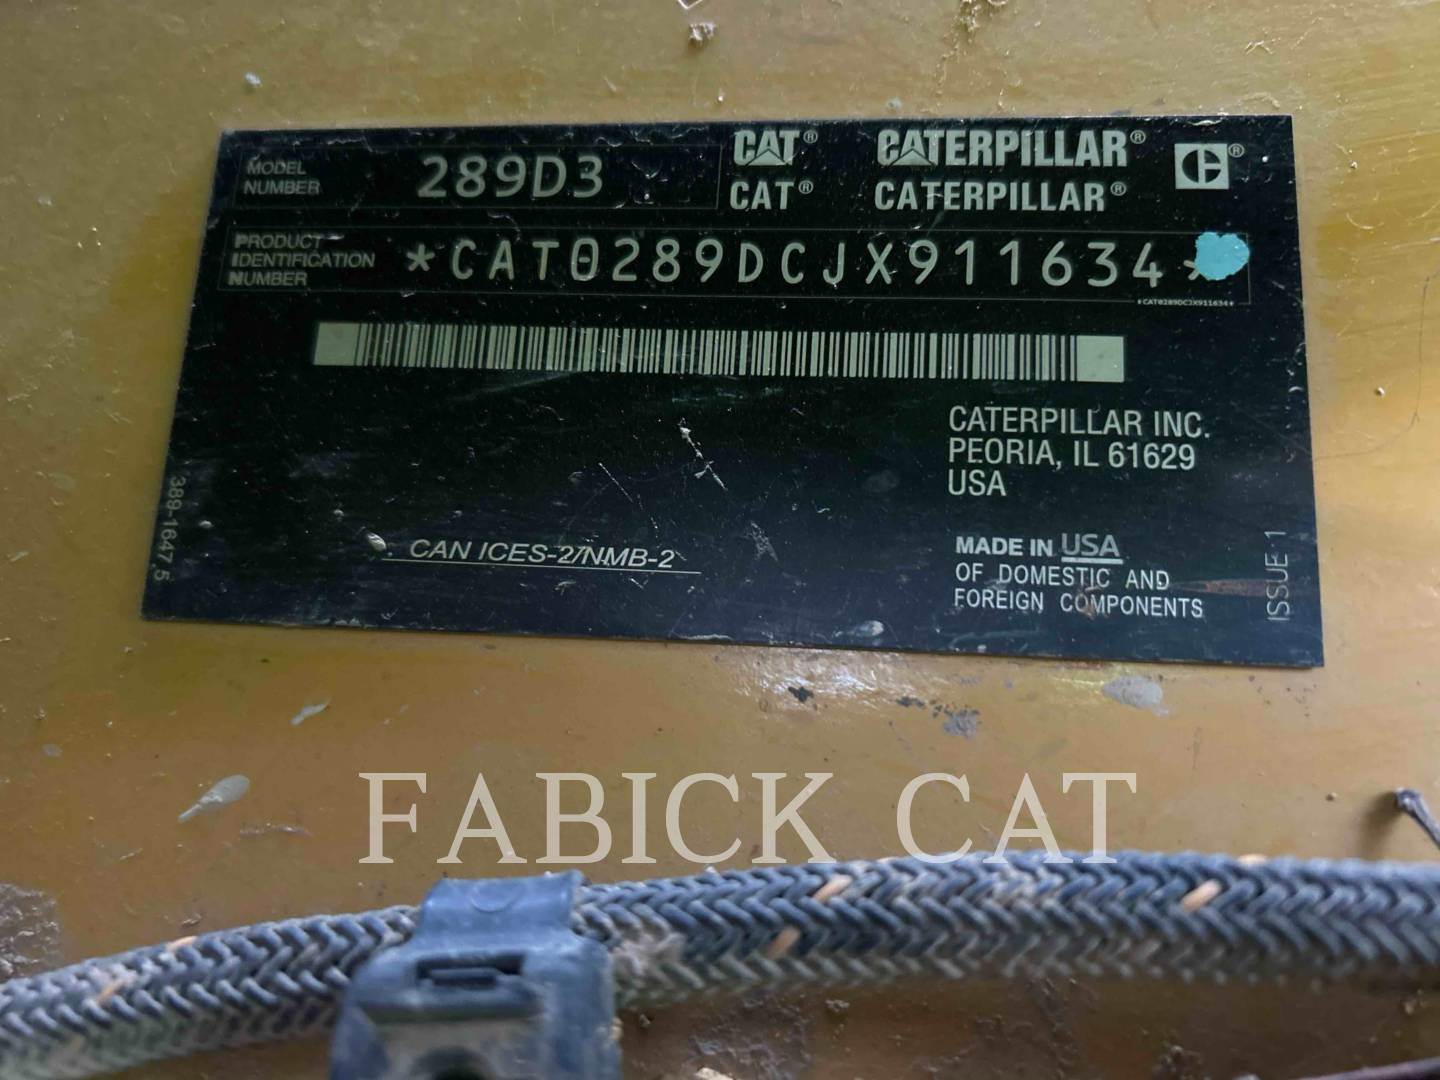 MODEL NUMBER 289D3
CAT® CATERPILLAR® C®
CAT® CATERPILLAR®
PRODUCT IDENTIFICATION NUMBER *CAT0289DCJX911634*
*CAT0289DCJX911634*
CATERPILLAR INC.
PEORIA, IL 61629
USA
389-1647 5
CAN ICES-2/NMB-2
MADE IN USA
OF DOMESTIC AND
FOREIGN COMPONENTS
ISSUE 1
FABICK CAT